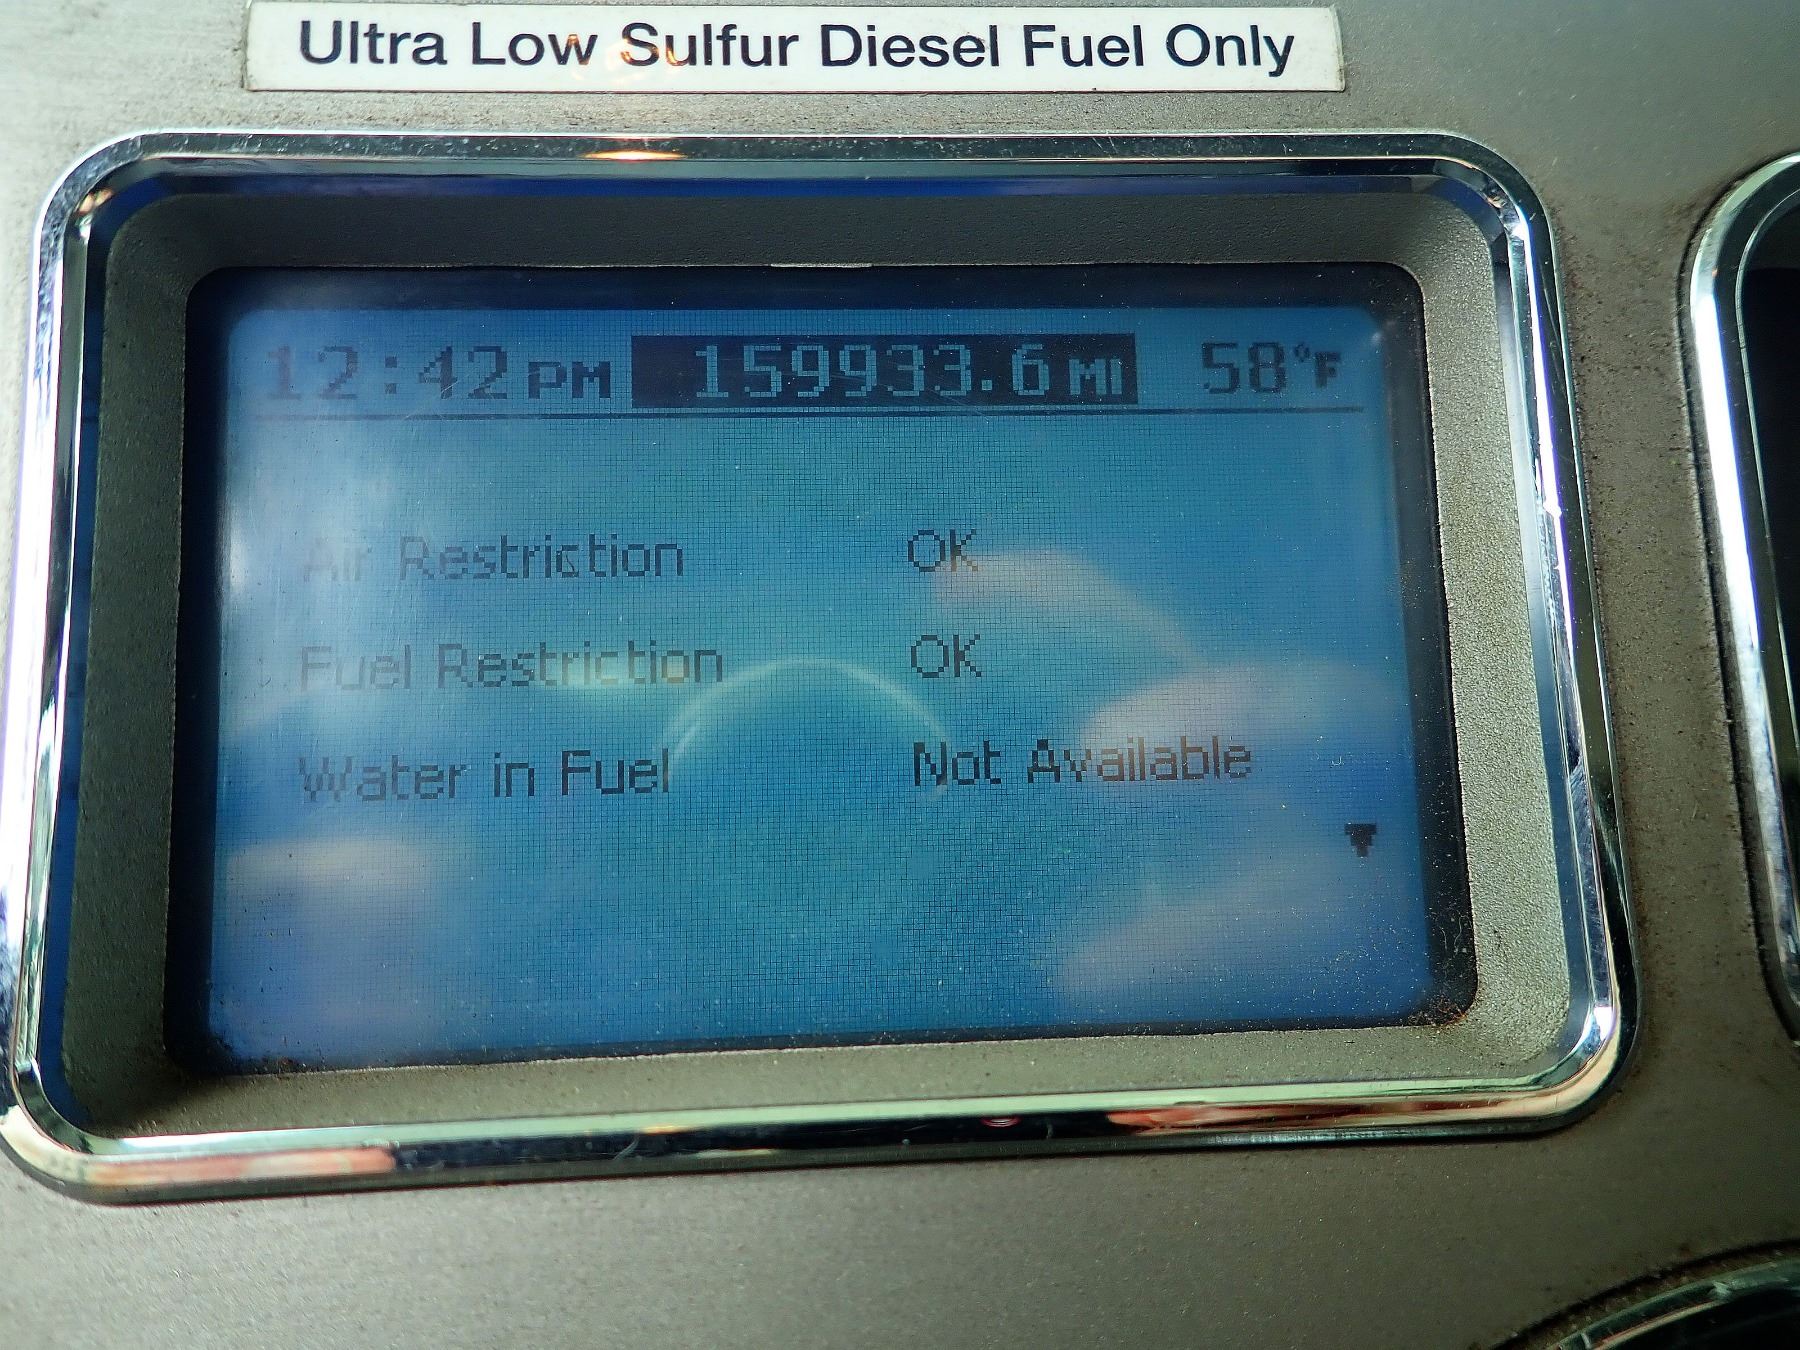 Ultra Low Sulfur Diesel Fuel Only
12:42 PM 159933.6 MI 58°F
Air Restriction OK
Fuel Restriction OK
Water in Fuel Not Available